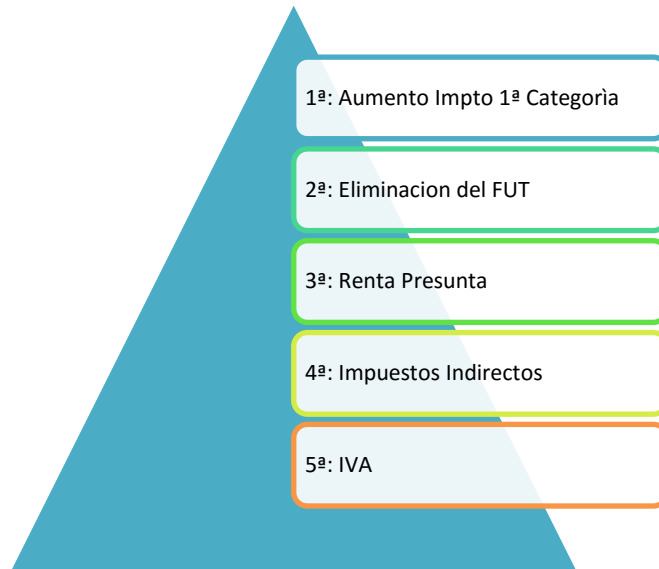 1ª: Aumento Impto 1ª Categorìa
2ª: Eliminacion del FUT
3ª: Renta Presunta
4ª: Impuestos Indirectos
5ª: IVA